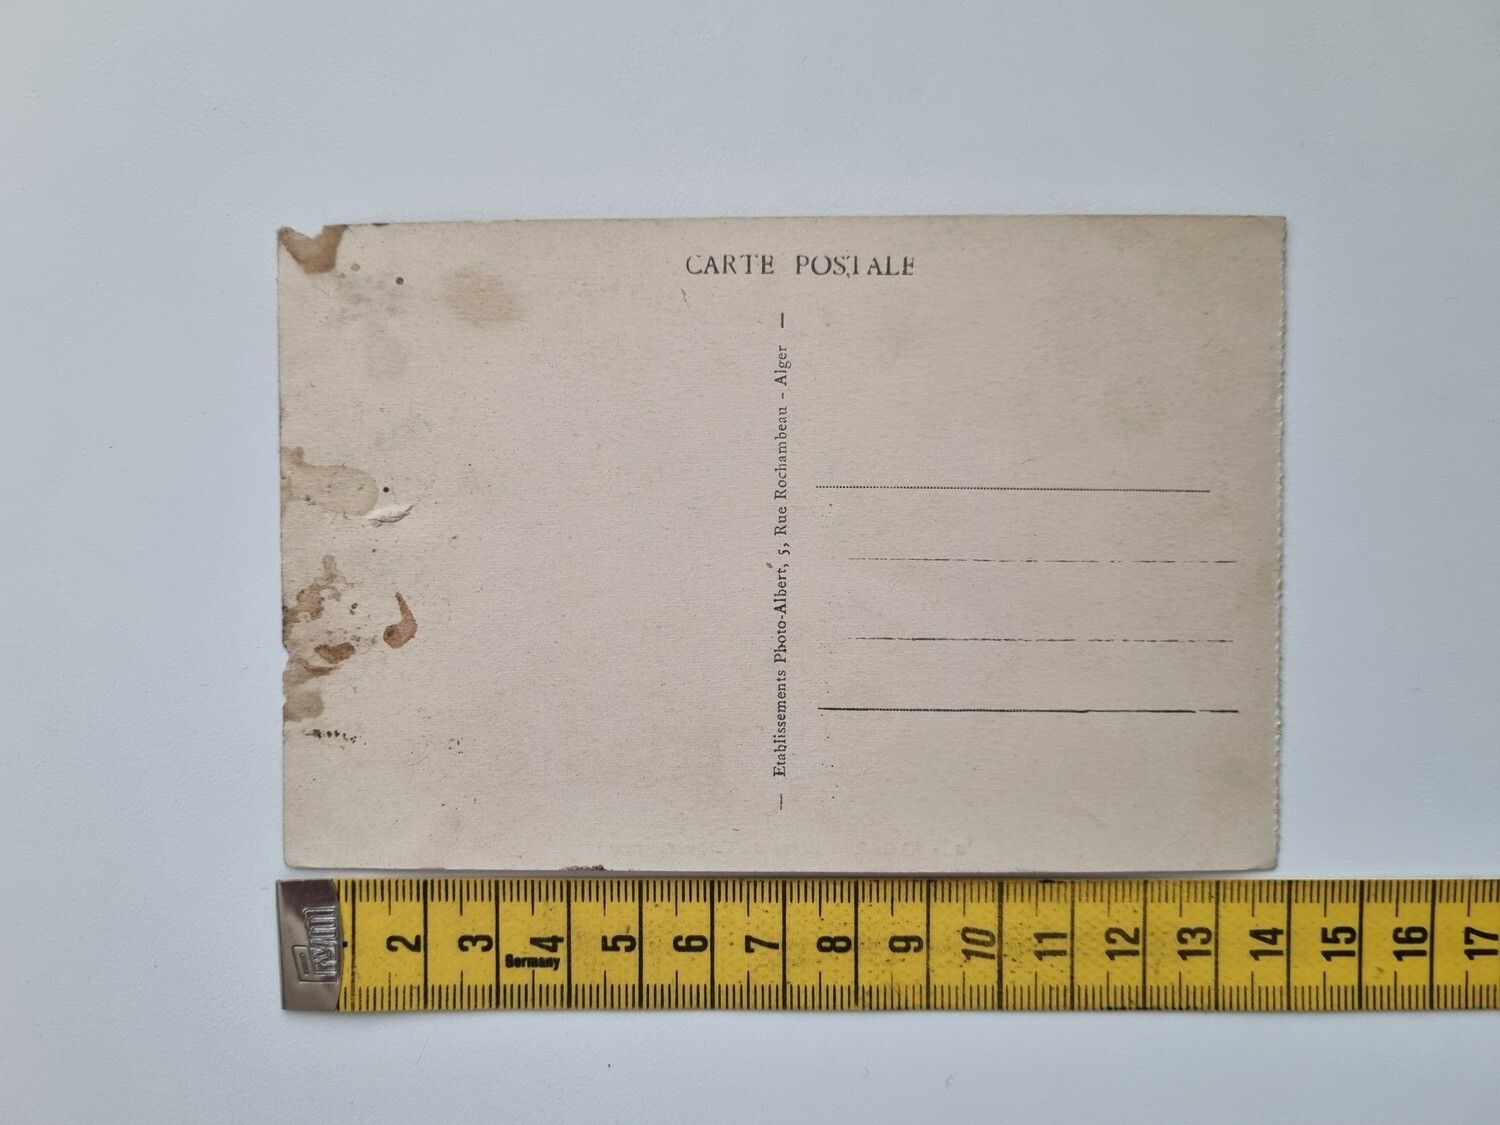 CARTE POSTALE
— Etablissements Photo-Albert, 5, Rue Rochambeau - Alger —
Prym
2 3 4 5 6 7 8 9 10 11 12 13 14 15 16 17
Germany